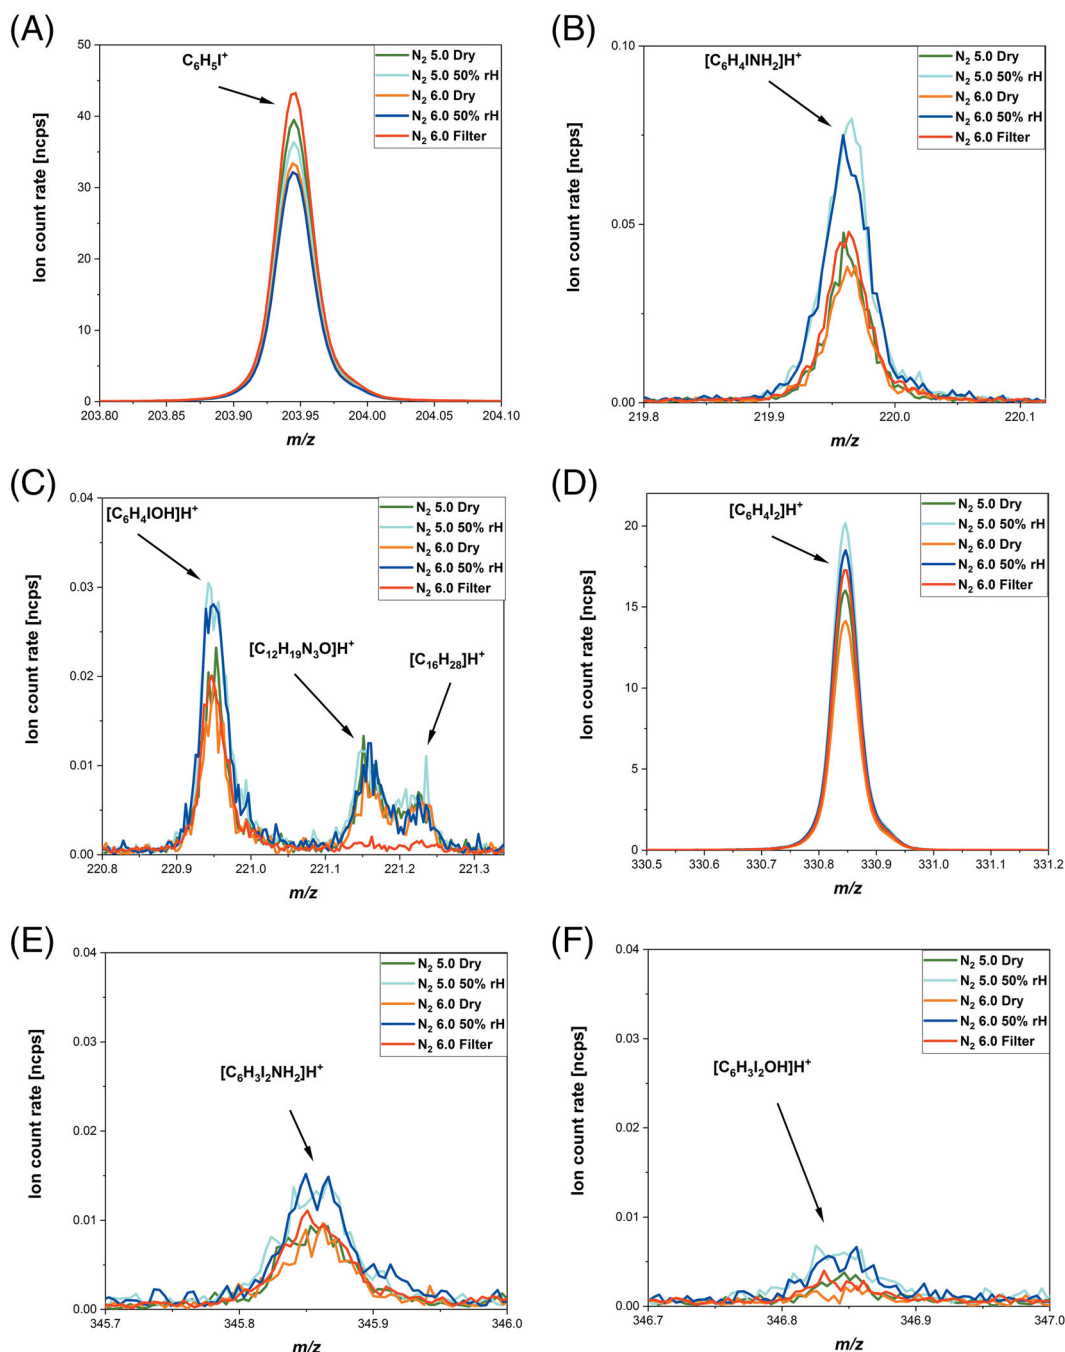 (A)
Ion count rate [ncps]
50
40
30
20
10
0
C₆H₅I⁺
N₂ 5.0 Dry
N₂ 5.0 50% rH
N₂ 6.0 Dry
N₂ 6.0 50% rH
N₂ 6.0 Filter
203.80 203.85 203.90 203.95 204.00 204.05 204.10
m/z
(B)
Ion count rate [ncps]
0.10
0.05
0.00
[C₆H₄INH₂]H⁺
N₂ 5.0 Dry
N₂ 5.0 50% rH
N₂ 6.0 Dry
N₂ 6.0 50% rH
N₂ 6.0 Filter
219.8 219.9 220.0 220.1
m/z
(C)
Ion count rate [ncps]
0.04
0.03
0.02
0.01
0.00
[C₆H₄IOH]H⁺
[C₁₂H₁₉N₃O]H⁺
[C₁₆H₂₈]H⁺
N₂ 5.0 Dry
N₂ 5.0 50% rH
N₂ 6.0 Dry
N₂ 6.0 50% rH
N₂ 6.0 Filter
220.8 220.9 221.0 221.1 221.2 221.3
m/z
(D)
Ion count rate [ncps]
20
15
10
5
0
[C₆H₄I₂]H⁺
N₂ 5.0 Dry
N₂ 5.0 50% rH
N₂ 6.0 Dry
N₂ 6.0 50% rH
N₂ 6.0 Filter
330.5 330.6 330.7 330.8 330.9 331.0 331.1 331.2
m/z
(E)
Ion count rate [ncps]
0.04
0.03
0.02
0.01
0.00
[C₆H₃I₂NH₂]H⁺
N₂ 5.0 Dry
N₂ 5.0 50% rH
N₂ 6.0 Dry
N₂ 6.0 50% rH
N₂ 6.0 Filter
345.7 345.8 345.9 346.0
m/z
(F)
Ion count rate [ncps]
0.04
0.03
0.02
0.01
0.00
[C₆H₃I₂OH]H⁺
N₂ 5.0 Dry
N₂ 5.0 50% rH
N₂ 6.0 Dry
N₂ 6.0 50% rH
N₂ 6.0 Filter
346.7 346.8 346.9 347.0
m/z